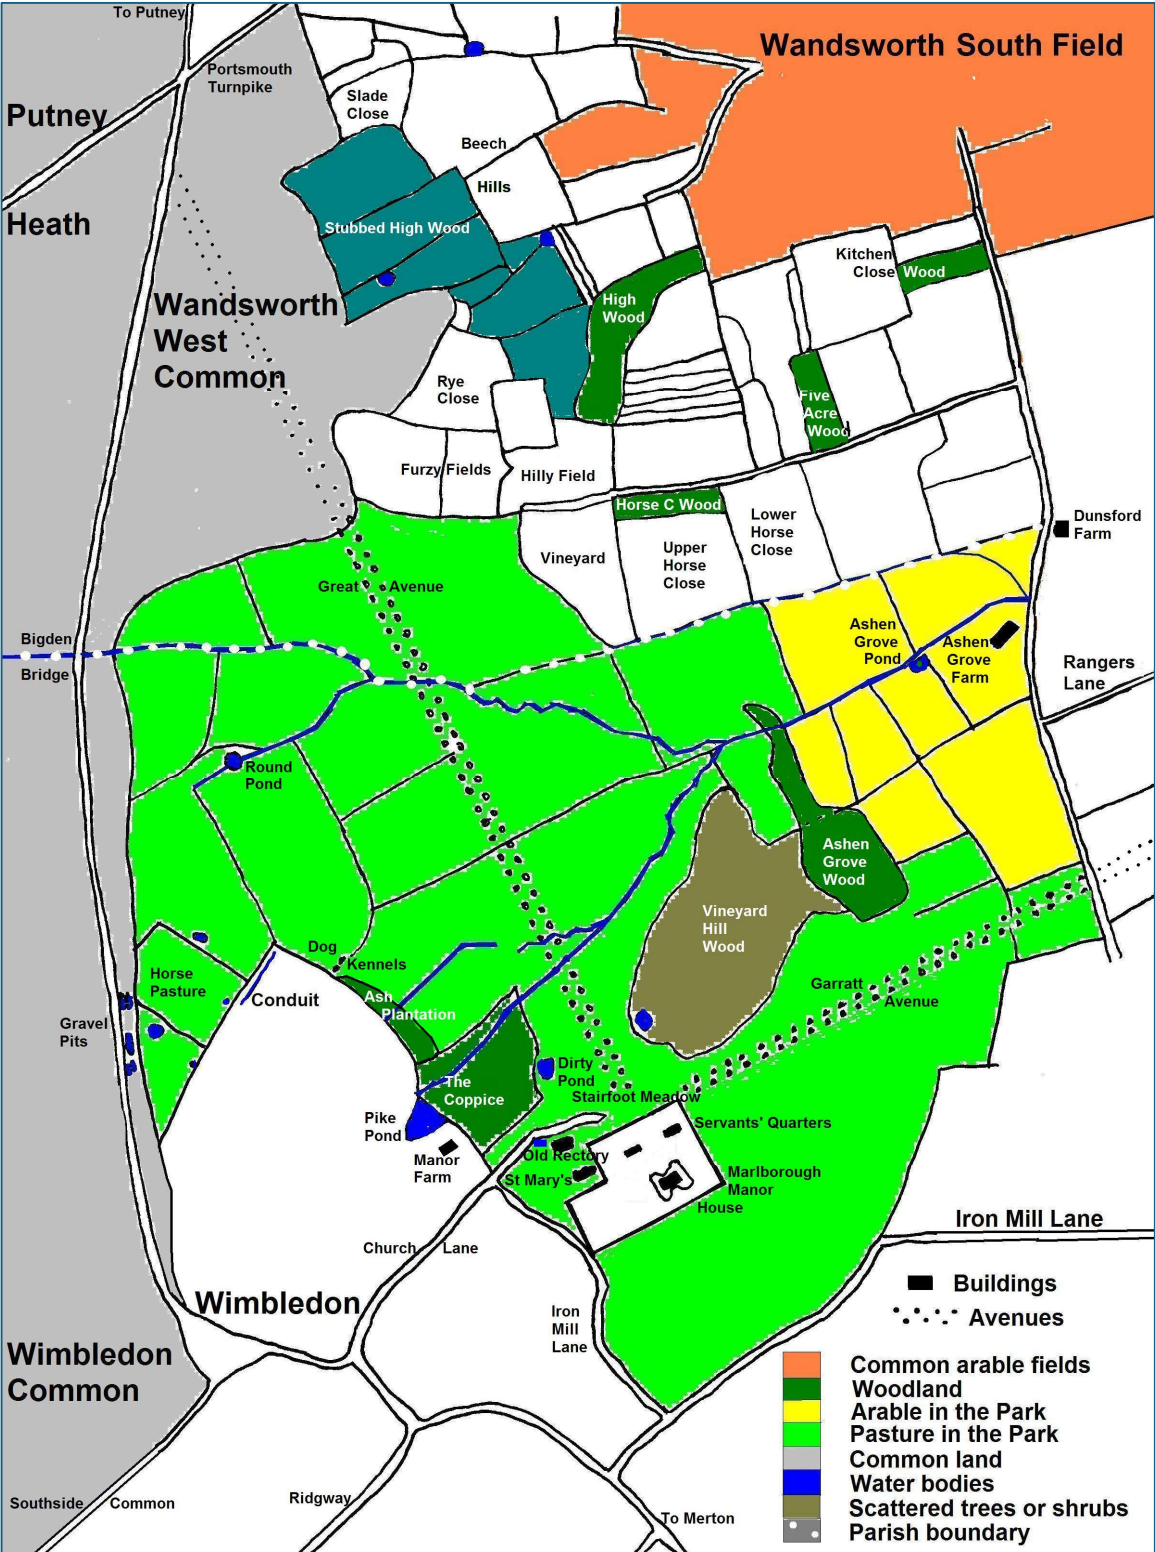 To Putney
Wandsworth South Field
Portsmouth
Turnpike
Putney
Slade
Close
Beech
Hills
Heath
Stubbed High Wood
Kitchen
Close
Wood
High
Wood
Wandsworth
West
Common
Rye
Close
Five
Acre
Wood
Furzy Fields
Hilly Field
Horse C Wood
Lower
Horse
Close
Dunsford
Farm
Vineyard
Upper
Horse
Close
Great Avenue
Bigden
Bridge
Ashen
Grove
Pond
Ashen
Grove
Farm
Rangers
Lane
Round
Pond
Ashen
Grove
Wood
Vineyard
Hill
Wood
Dog
Kennels
Horse
Pasture
Conduit
Ash
Plantation
Garratt
Avenue
Gravel
Pits
Dirty
Pond
The
Coppice
Stairfoot Meadow
Pike
Pond
Servants' Quarters
Manor
Farm
Old Rectory
St Mary's
Marlborough
Manor
House
Church Lane
Iron Mill Lane
Wimbledon
Iron
Mill
Lane
Buildings
Avenues
Wimbledon
Common
Common arable fields
Woodland
Arable in the Park
Pasture in the Park
Common land
Water bodies
Scattered trees or shrubs
Parish boundary
Southside Common
Ridgway
To Merton